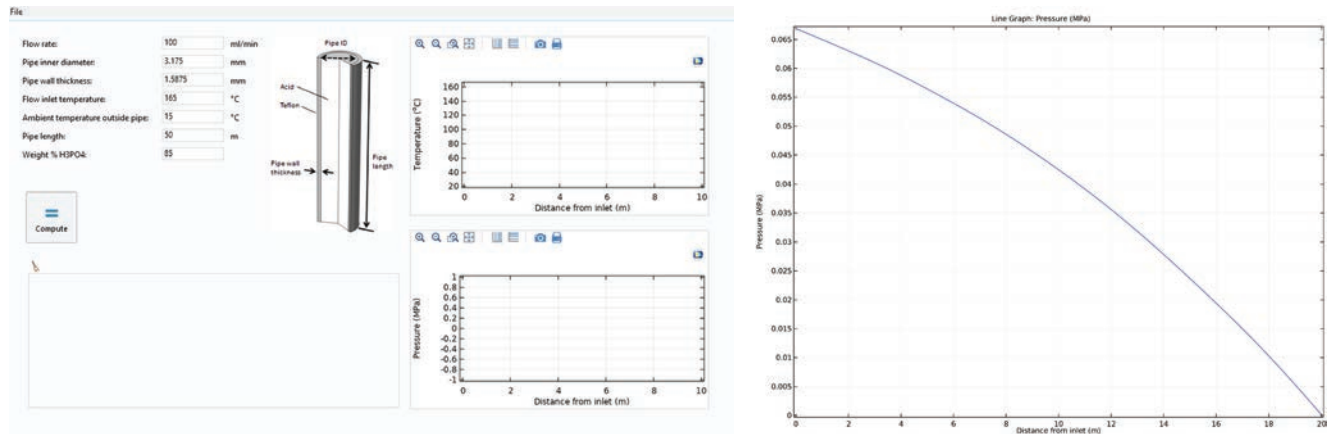 File
Flow rate: 100 ml/min
Pipe inner diameter: 3.175 mm
Pipe wall thickness: 1.5875 mm
Flow inlet temperature: 165 °C
Ambient temperature outside pipe: 15 °C
Pipe length: 50 m
Weight % H3PO4: 85
Compute
Pipe ID
Acid
Teflon
Pipe wall
thickness
Pipe
length
160
140
120
100
80
60
40
20
Temperature (°C)
0 2 4 6 8 10
Distance from inlet (m)
1
0.8
0.6
0.4
0.2
0
-0.2
-0.4
-0.6
-0.8
-1
Pressure (MPa)
0 2 4 6 8 10
Distance from inlet (m)
Line Graph: Pressure (MPa)
0.065
0.06
0.055
0.05
0.045
0.04
0.035
0.03
0.025
0.02
0.015
0.01
0.005
0
Pressure (MPa)
0 2 4 6 8 10 12 14 16 18 20
Distance from inlet (m)